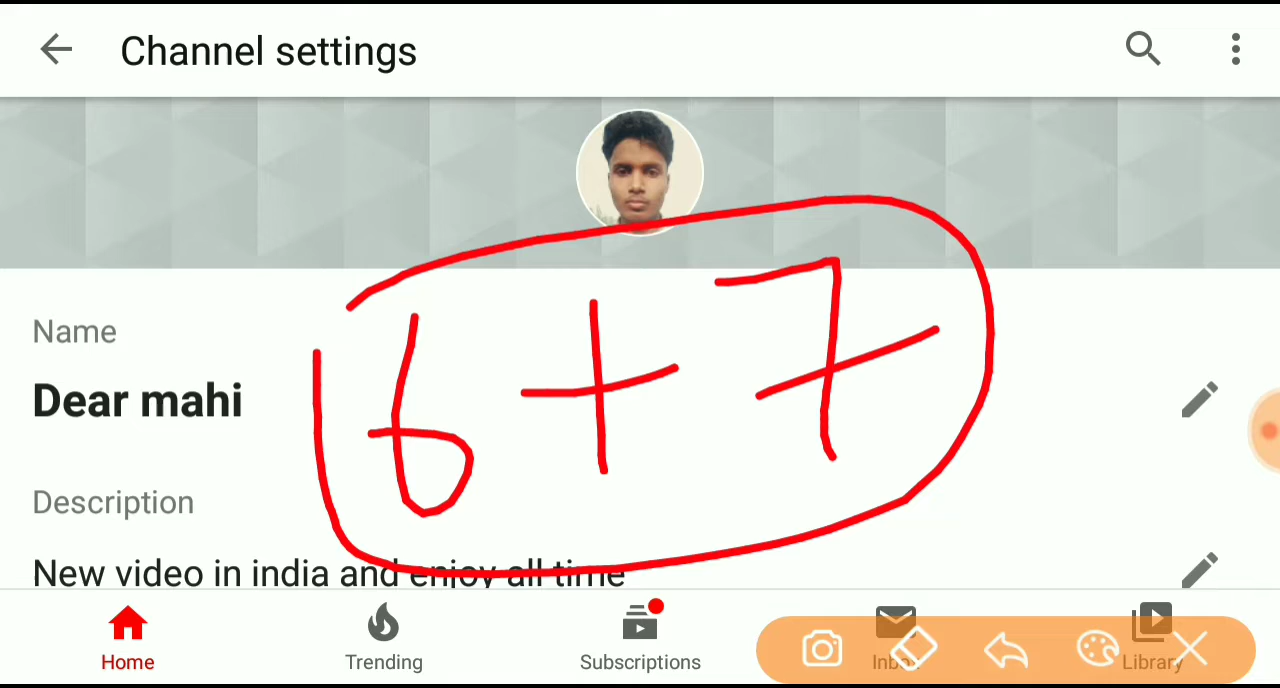 Channel settings
Name
6 + 7
Dear mahi
Description
New video in india and enjoy all time
Home Trending Subscriptions Inbox Library